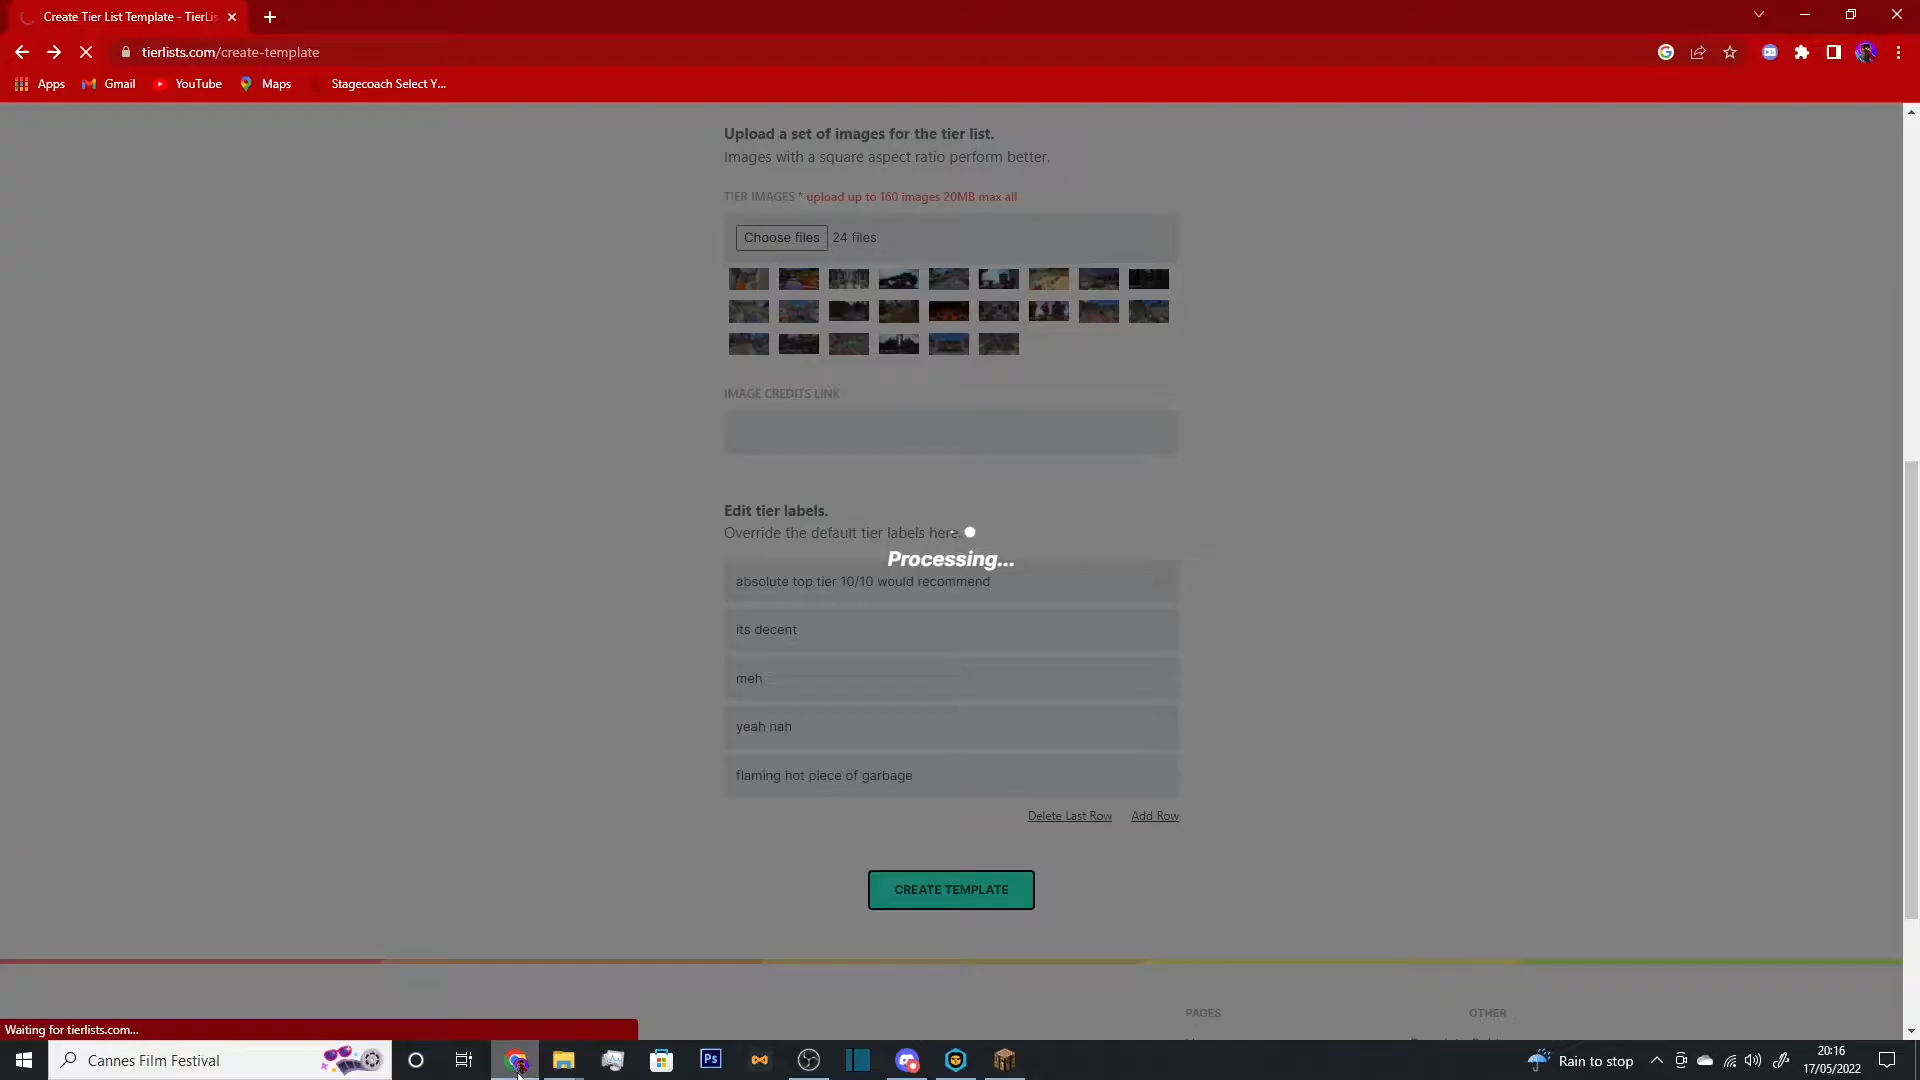 Create Tier List Template - TierLis
tierlists.com/create-template
Apps
Gmail
YouTube
Maps
Stagecoach Select Y...
Upload a set of images for the tier list.
Images with a square aspect ratio perform better.
TIER IMAGES * upload up to 160 images 20MB max all
Choose files 24 files
IMAGE CREDITS LINK
Edit tier labels.
Override the default tier labels here.
Processing...
absolute top tier 10/10 would recommend
its decent
meh
yeah nah
flaming hot piece of garbage
Delete Last Row
Add Row
CREATE TEMPLATE
PAGES
OTHER
Waiting for tierlists.com...
Cannes Film Festival
Ps
Rain to stop
20:16
17/05/2022